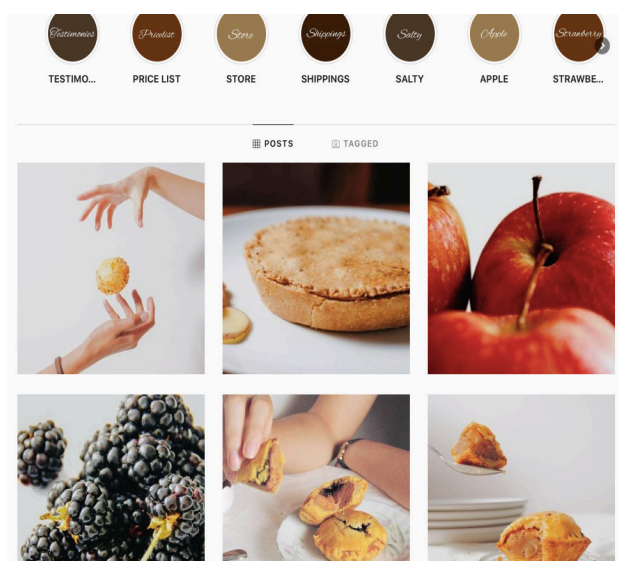 Testimonies Pricelist Store Shippings Salty Apple Strawberry
TESTIMO... PRICE LIST STORE SHIPPINGS SALTY APPLE STRAWBE...
POSTS TAGGED